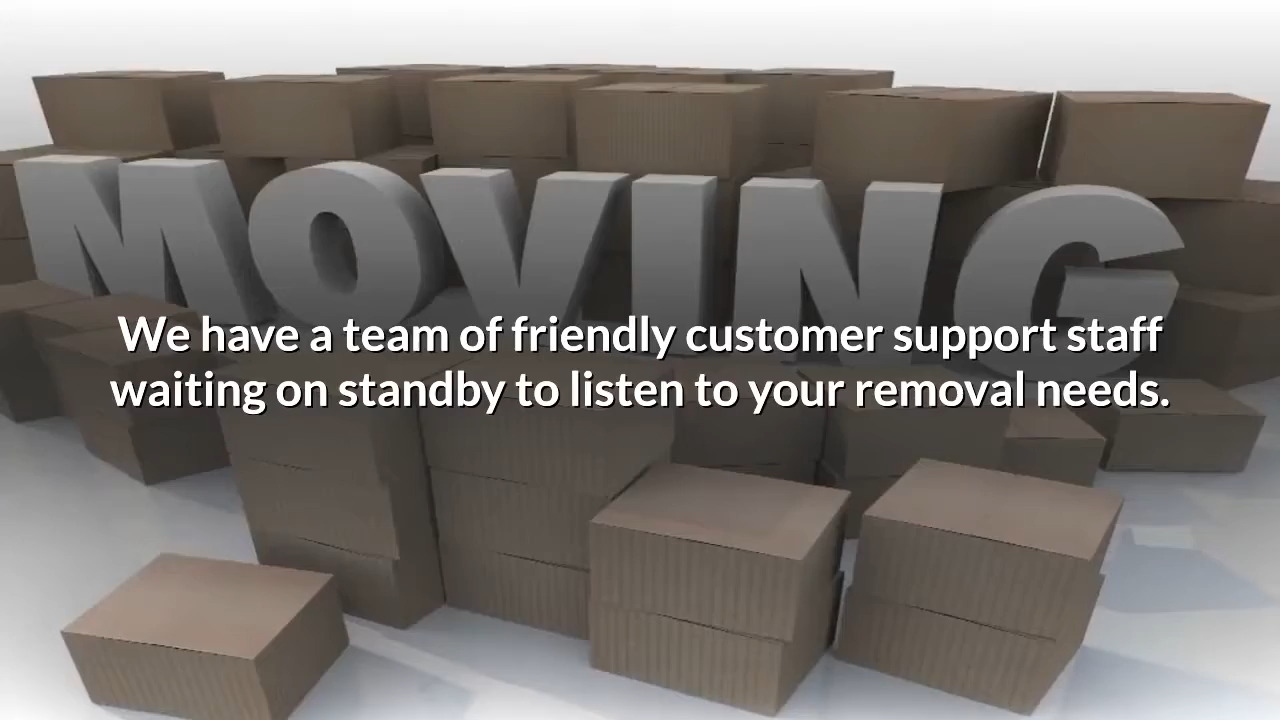 MOVING
We have a team of friendly customer support staff
waiting on standby to listen to your removal needs.